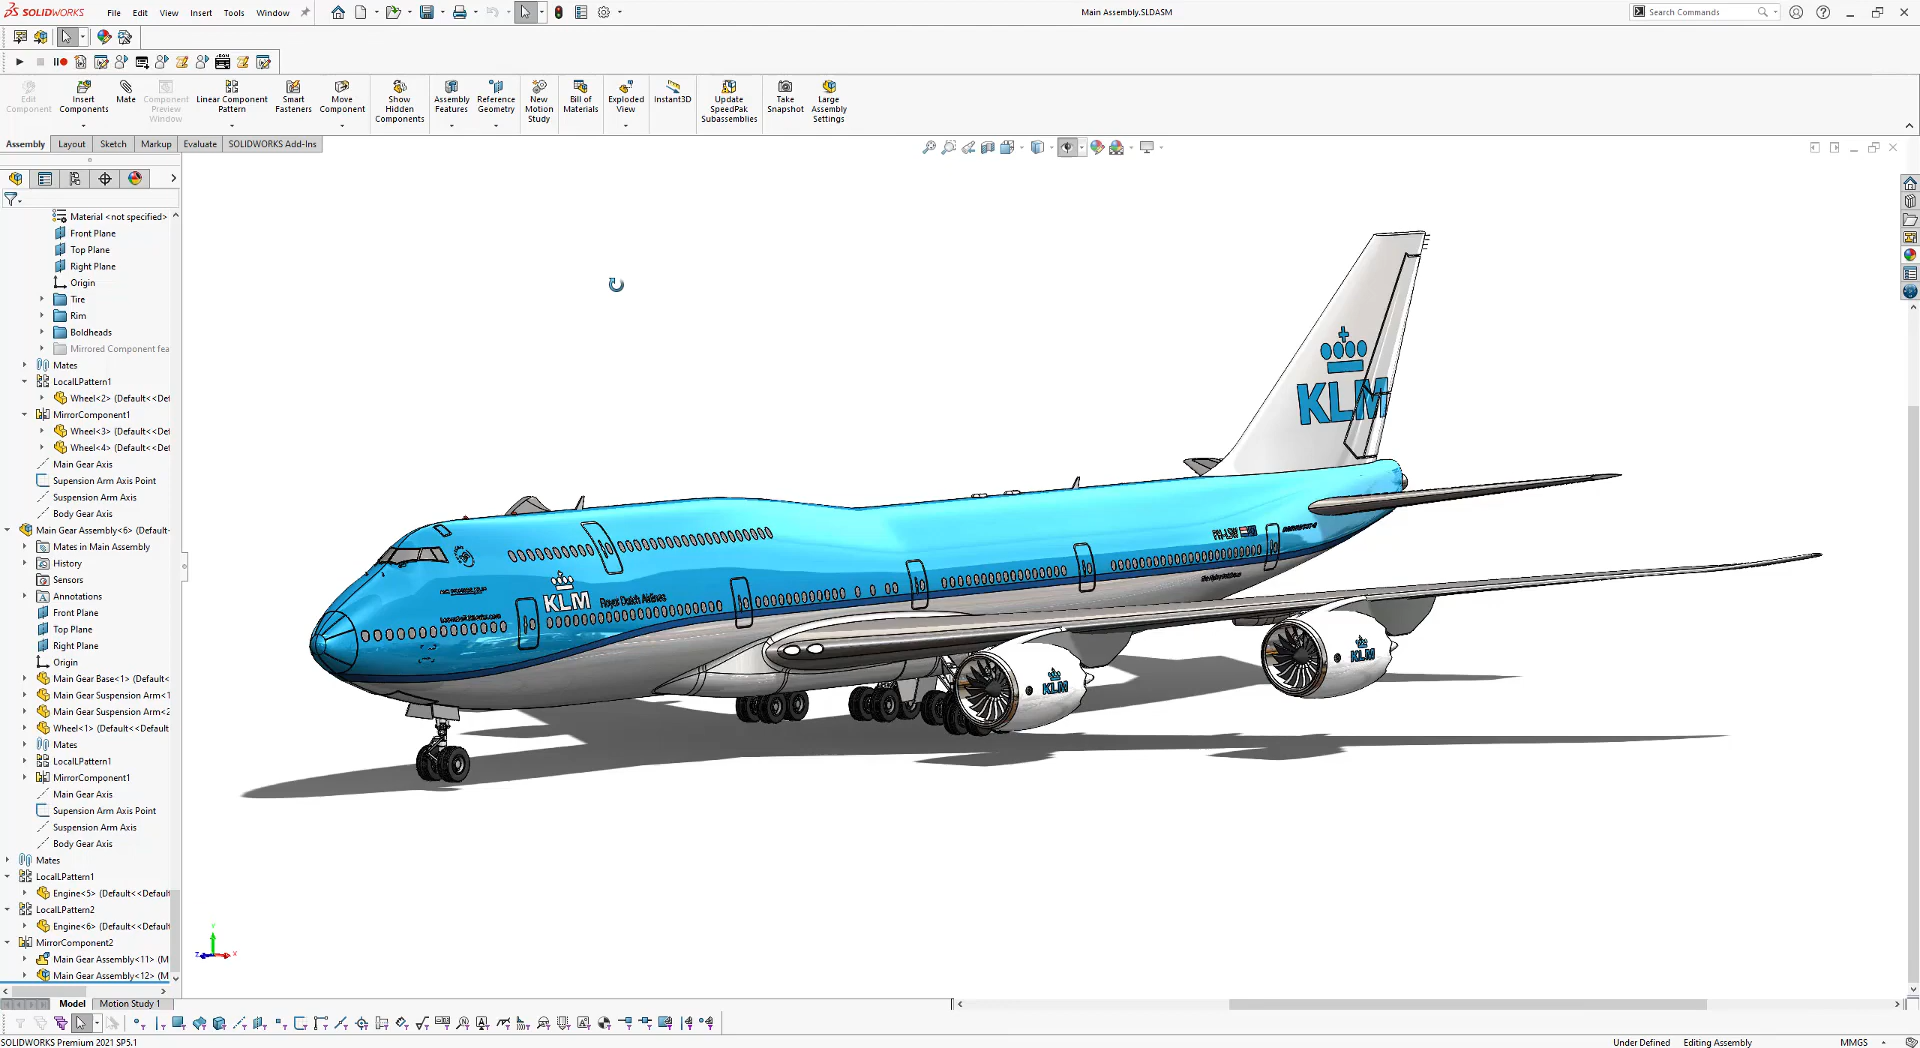 SOLIDWORKS File Edit View Insert Tools Window
Main Assembly.SLDASM
Search Commands
Edit Component
Insert Components
Mate
Component Preview Window
Linear Component Pattern
Smart Fasteners
Move Component
Show Hidden Components
Assembly Features
Reference Geometry
New Motion Study
Bill of Materials
Exploded View
Instant3D
Update SpeedPak Subassemblies
Take Snapshot
Large Assembly Settings
Assembly Layout Sketch Markup Evaluate SOLIDWORKS Add-Ins
Material <not specified>
Front Plane
Top Plane
Right Plane
Origin
Tire
Rim
Boldheads
Mirrored Component fea
Mates
LocalLPattern1
Wheel<2> (Default<<Def
MirrorComponent1
Wheel<3> (Default<<Def
Wheel<4> (Default<<Def
Main Gear Axis
Supension Arm Axis Point
Suspension Arm Axis
Body Gear Axis
Main Gear Assembly<6> (Default
Mates in Main Assembly
History
Sensors
Annotations
Front Plane
Top Plane
Right Plane
Origin
Main Gear Base<1> (Default
Main Gear Suspension Arm<1
Main Gear Suspension Arm<2
Wheel<1> (Default<<Default
Mates
LocalLPattern1
MirrorComponent1
Main Gear Axis
Supension Arm Axis Point
Suspension Arm Axis
Body Gear Axis
Mates
LocalLPattern1
Engine<5> (Default<<Default
LocalLPattern2
Engine<6> (Default<<Default
MirrorComponent2
Main Gear Assembly<11> (M
Main Gear Assembly<12> (M
KLM
KLM
Royal Dutch Airlines
KLM
KLM
Y
Z
X
Model Motion Study 1
SOLIDWORKS Premium 2021 SP5.1
Under Defined Editing Assembly MMGS